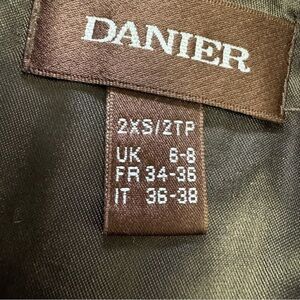 DANIER
2XS/2TP
UK 6-8
FR 34-36
IT 36-38